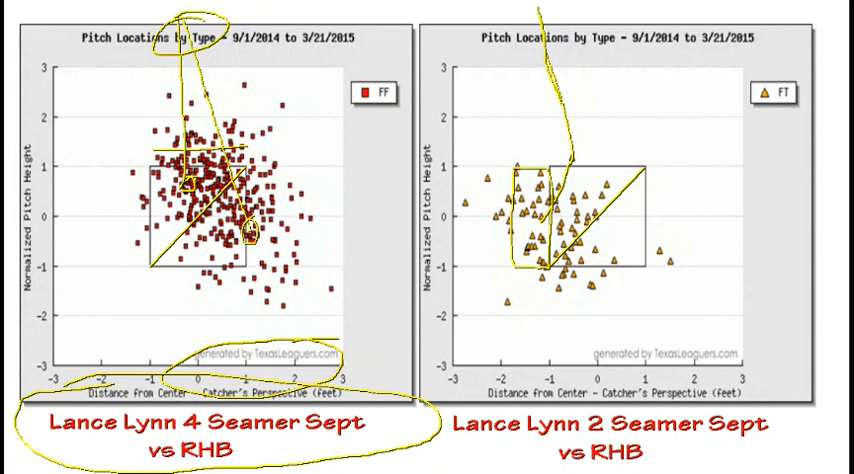 Pitch Locations by Type - 9/1/2014 to 3/21/2015
3
2
1
0
-1
-2
-3
Normalized Pitch Height
FF
generated by TexasLeaguers.com
-3 -2 -1 0 1 2 3
Distance from Center - Catcher's Perspective (feet)
Lance Lynn 4 Seamer Sept
vs RHB
Pitch Locations by Type - 9/1/2014 to 3/21/2015
3
2
1
0
-1
-2
-3
Normalized Pitch Height
FT
generated by TexasLeaguers.com
-3 -2 -1 0 1 2 3
Distance from Center - Catcher's Perspective (feet)
Lance Lynn 2 Seamer Sept
vs RHB